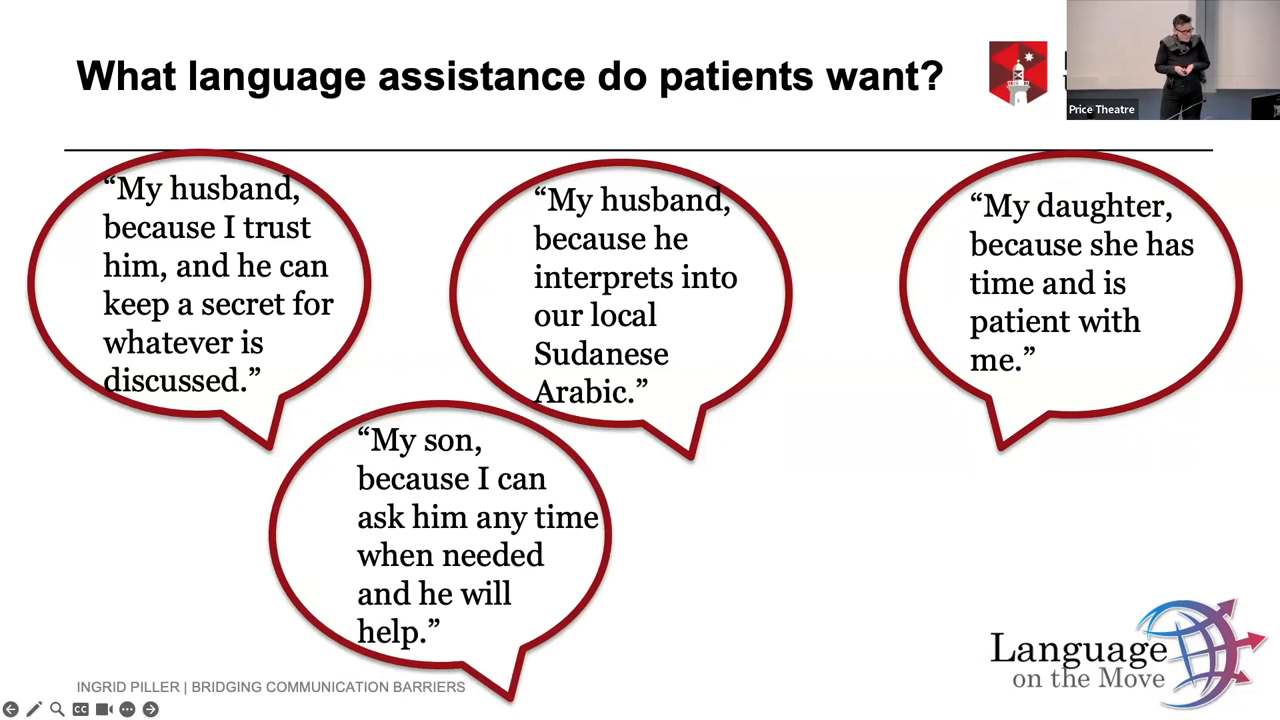 What language assistance do patients want?
Price Theatre
“My husband,
because I trust
him, and he can
keep a secret for
whatever is
discussed.”
“My husband,
because he
interprets into
our local
Sudanese
Arabic.”
“My daughter,
because she has
time and is
patient with
me.”
“My son,
because I can
ask him any time
when needed
and he will
help.”
Language
on the Move
INGRID PILLER | BRIDGING COMMUNICATION BARRIERS
CC